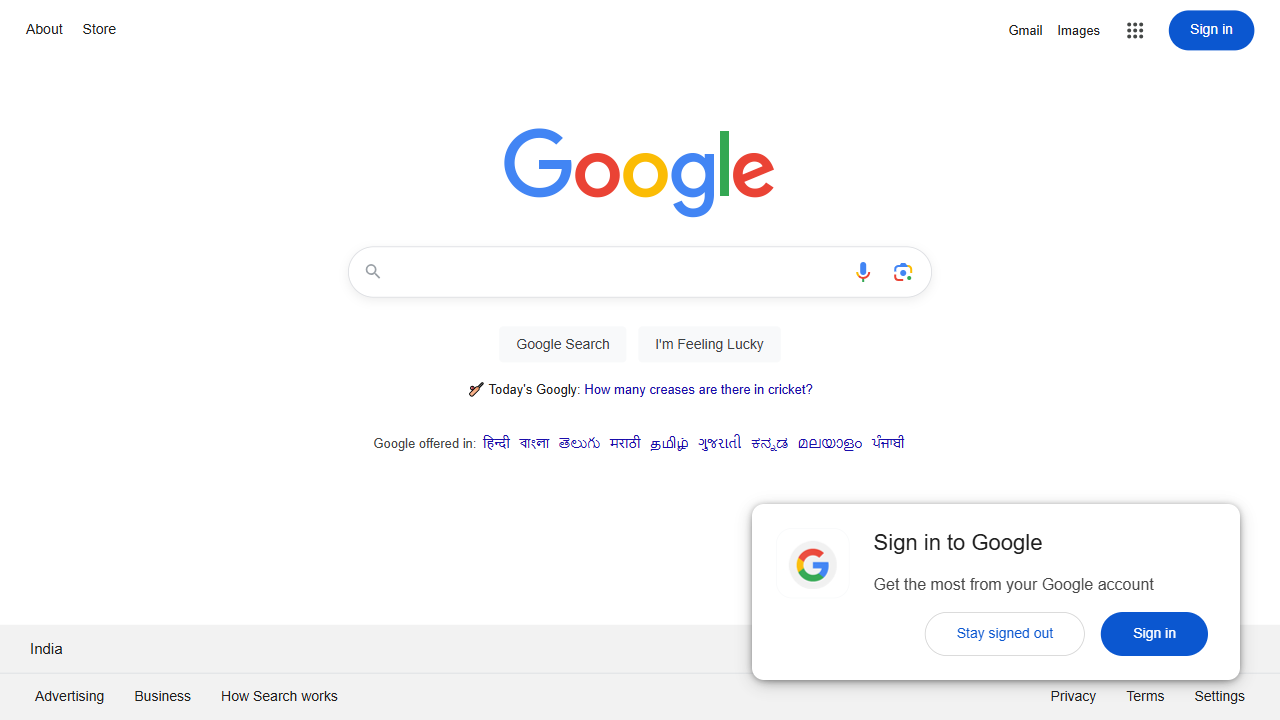 About Store
Gmail Images Sign in
Google
Google Search I'm Feeling Lucky
Today's Googly: How many creases are there in cricket?
Google offered in: हिन्दी বাংলা తెలుగు मराठी தமிழ் ગુજરાતી ಕನ್ನಡ മലയാളം ਪੰਜਾਬੀ
Sign in to Google
Get the most from your Google account
Stay signed out Sign in
India
Advertising Business How Search works
Privacy Terms Settings